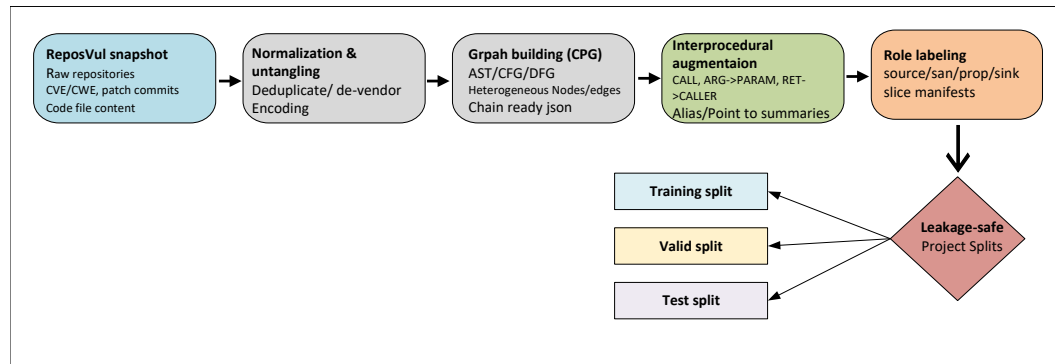 ReposVul snapshot
Raw repositories
CVE/CWE, patch commits
Code file content
Normalization &
untangling
Deduplicate/ de-vendor
Encoding
Grpah building (CPG)
AST/CFG/DFG
Heterogeneous Nodes/edges
Chain ready json
Interprocedural
augmentaion
CALL, ARG->PARAM, RET-
>CALLER
Alias/Point to summaries
Role labeling
source/san/prop/sink
slice manifests
Training split
Leakage-safe
Project Splits
Valid split
Test split